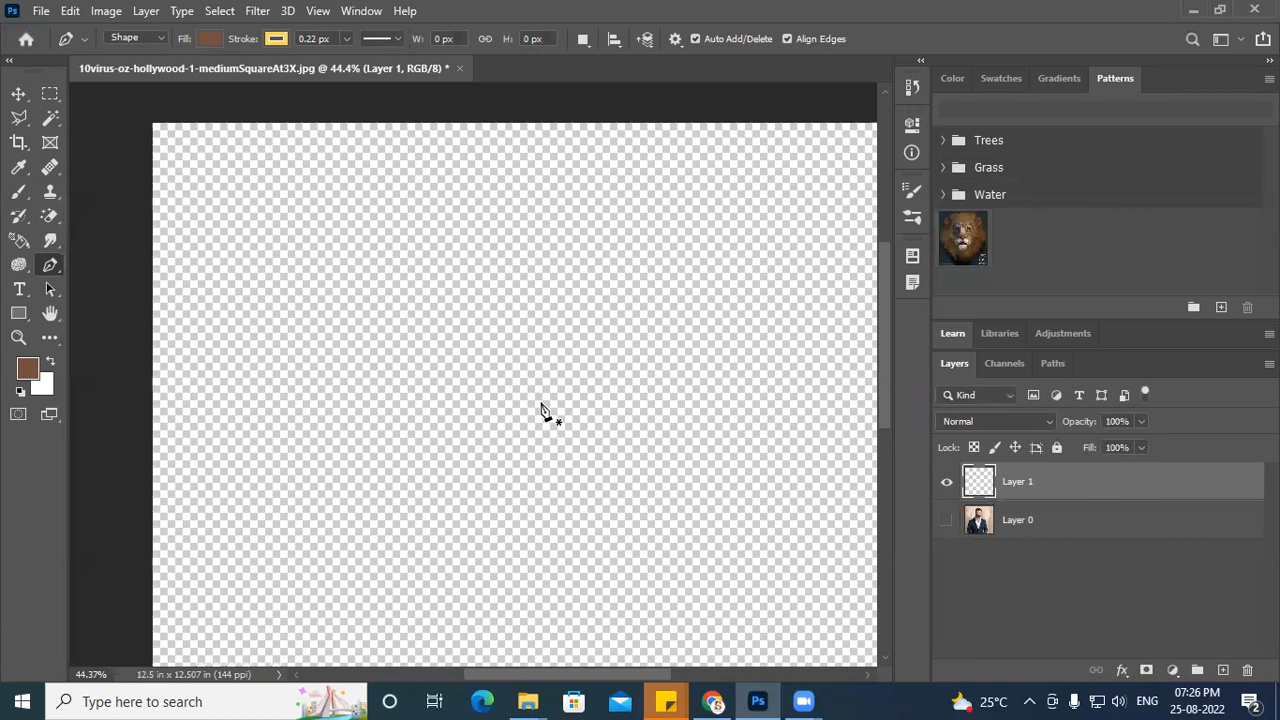 Ps File Edit Image Layer Type Select Filter 3D View Window Help
Shape Fill: Stroke: 0.22 px W: 0 px H: 0 px Auto Add/Delete Align Edges
10virus-oz-hollywood-1-mediumSquareAt3X.jpg @ 44.4% (Layer 1, RGB/8) *
Color Swatches Gradients Patterns
Trees
Grass
Water
Learn Libraries Adjustments
Layers Channels Paths
Kind
Normal Opacity: 100%
Lock: Fill: 100%
Layer 1
Layer 0
44.37% 12.5 in x 12.507 in (144 ppi)
Type here to search
Ps
25°C
ENG
07:26 PM
25-08-2022
2